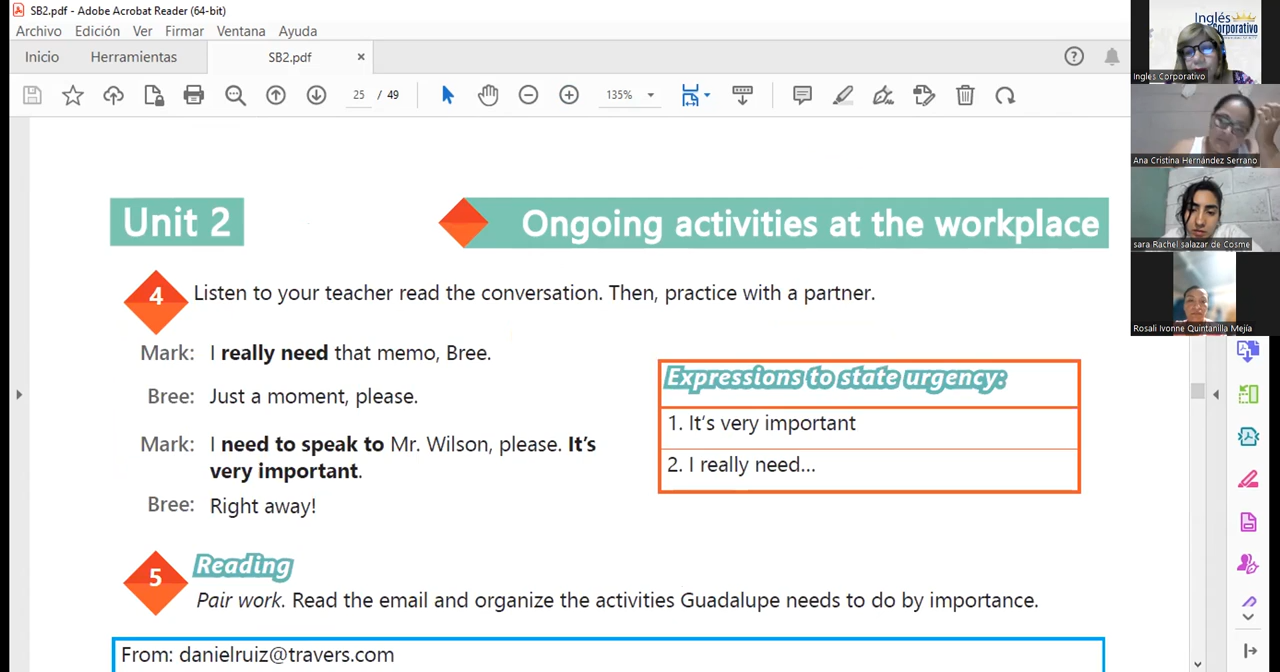 SB2.pdf - Adobe Acrobat Reader (64-bit)
Archivo Edición Ver Firmar Ventana Ayuda
Inicio Herramientas SB2.pdf ×
25 / 49 135%
Unit 2
Ongoing activities at the workplace
4 Listen to your teacher read the conversation. Then, practice with a partner.
Mark: I really need that memo, Bree.
Bree: Just a moment, please.
Mark: I need to speak to Mr. Wilson, please. It's
very important.
Bree: Right away!
Expressions to state urgency:
1. It's very important
2. I really need...
5 Reading
Pair work. Read the email and organize the activities Guadalupe needs to do by importance.
From: danielruiz@travers.com
Inglés
Corporativo
Ingles Corporativo
Ana Cristina Hernández Serrano
sara Rachel salazar de Cosme
Rosali Ivonne Quintanilla Mejía